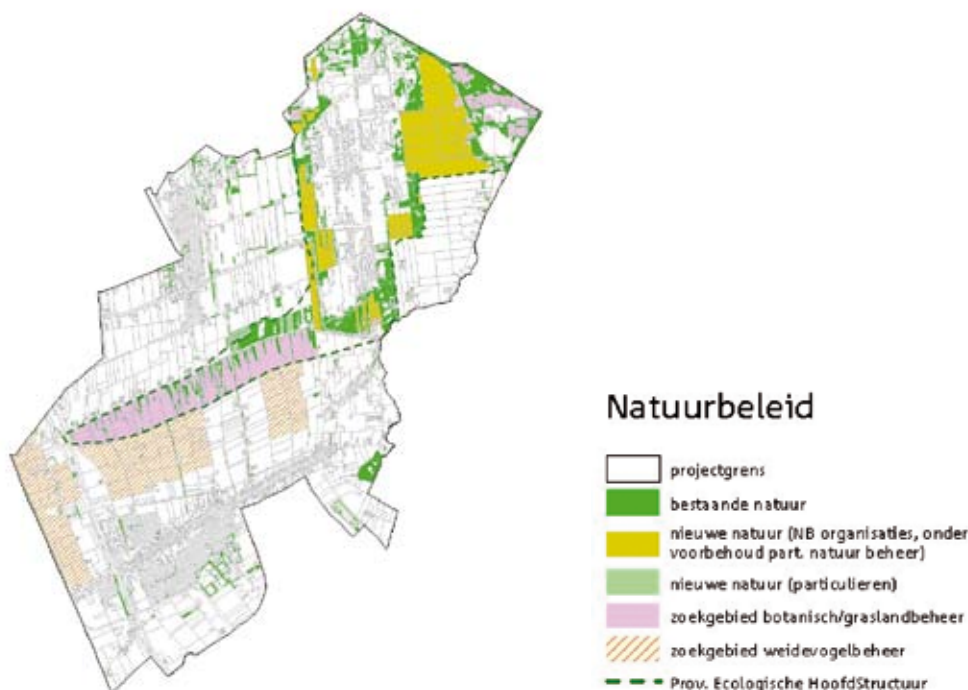 Natuurbeleid
projectgrens
bestaande natuur
nieuwe natuur (NB organisaties, onder
voorbehoud part. natuur beheer)
nieuwe natuur (particulieren)
zoekgebied botanisch/graslandbeheer
zoekgebied weidevogelbeheer
Prov. Ecologische HoofdStructuur